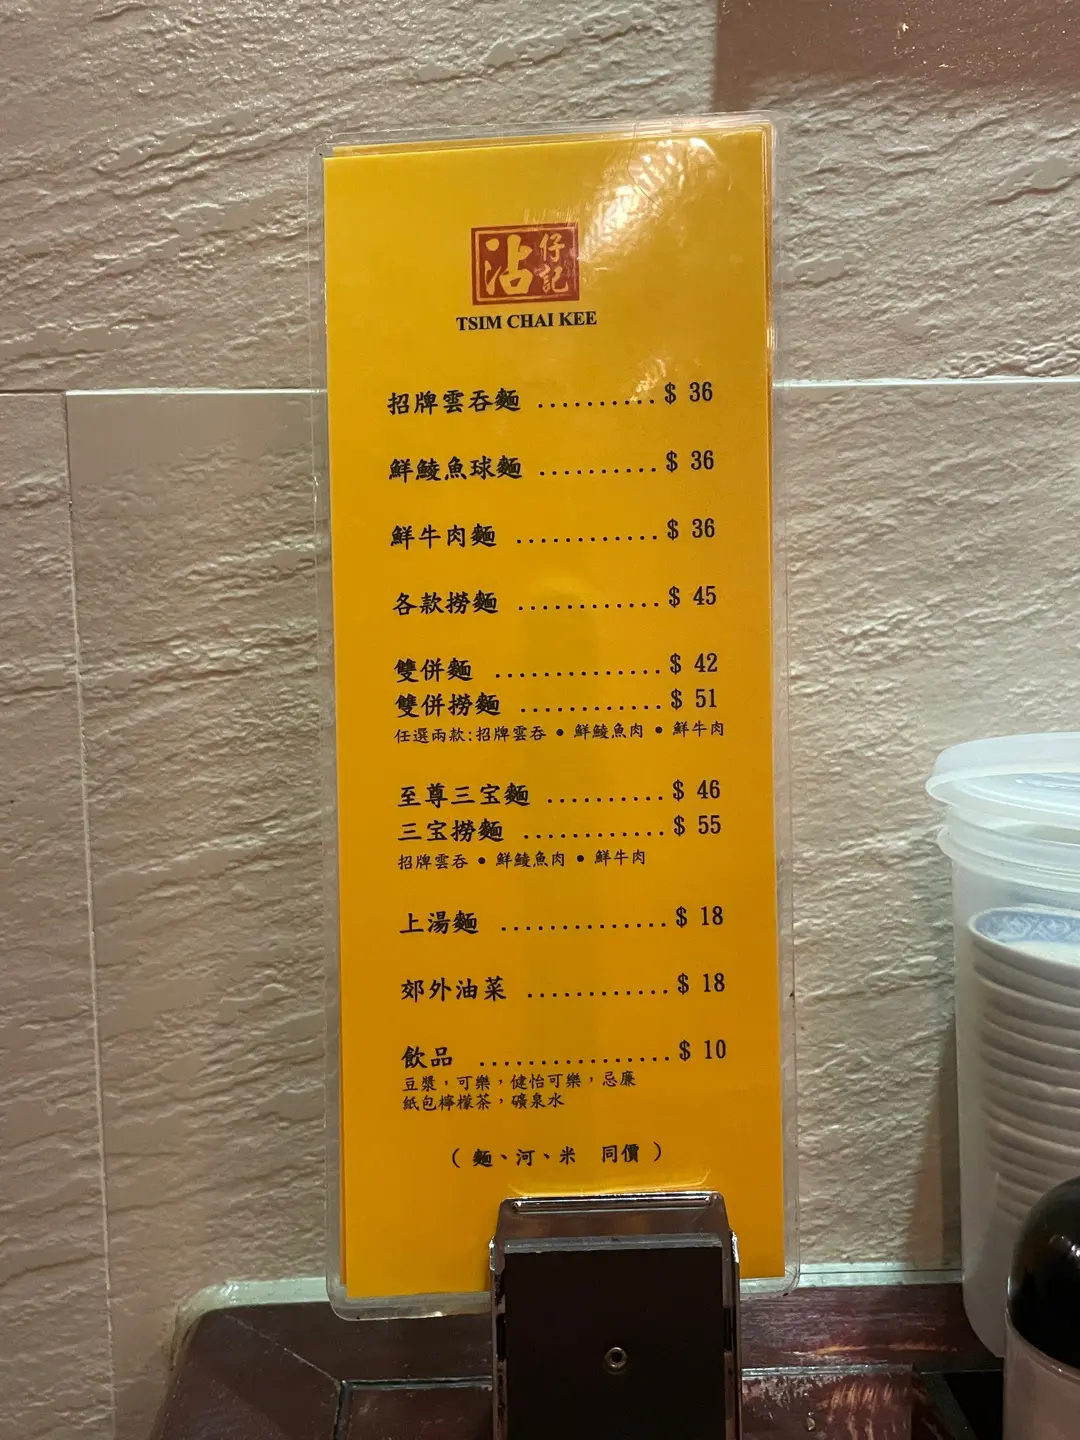 沾仔記
TSIM CHAI KEE
招牌雲吞麵 .......... $ 36
鮮鯪魚球麵 .......... $ 36
鮮牛肉麵 ............ $ 36
各款撈麵 ............ $ 45
雙併麵 .............. $ 42
雙併撈麵 ............ $ 51
任選兩款:招牌雲吞 • 鮮鯪魚肉 • 鮮牛肉
至尊三宝麵 .......... $ 46
三宝撈麵 ............ $ 55
招牌雲吞 • 鮮鯪魚肉 • 鮮牛肉
上湯麵 .............. $ 18
郊外油菜 ............ $ 18
飲品 ................ $ 10
豆漿，可樂，健怡可樂，忌廉
紙包檸檬茶，礦泉水
（ 麵、河、米　同價 ）